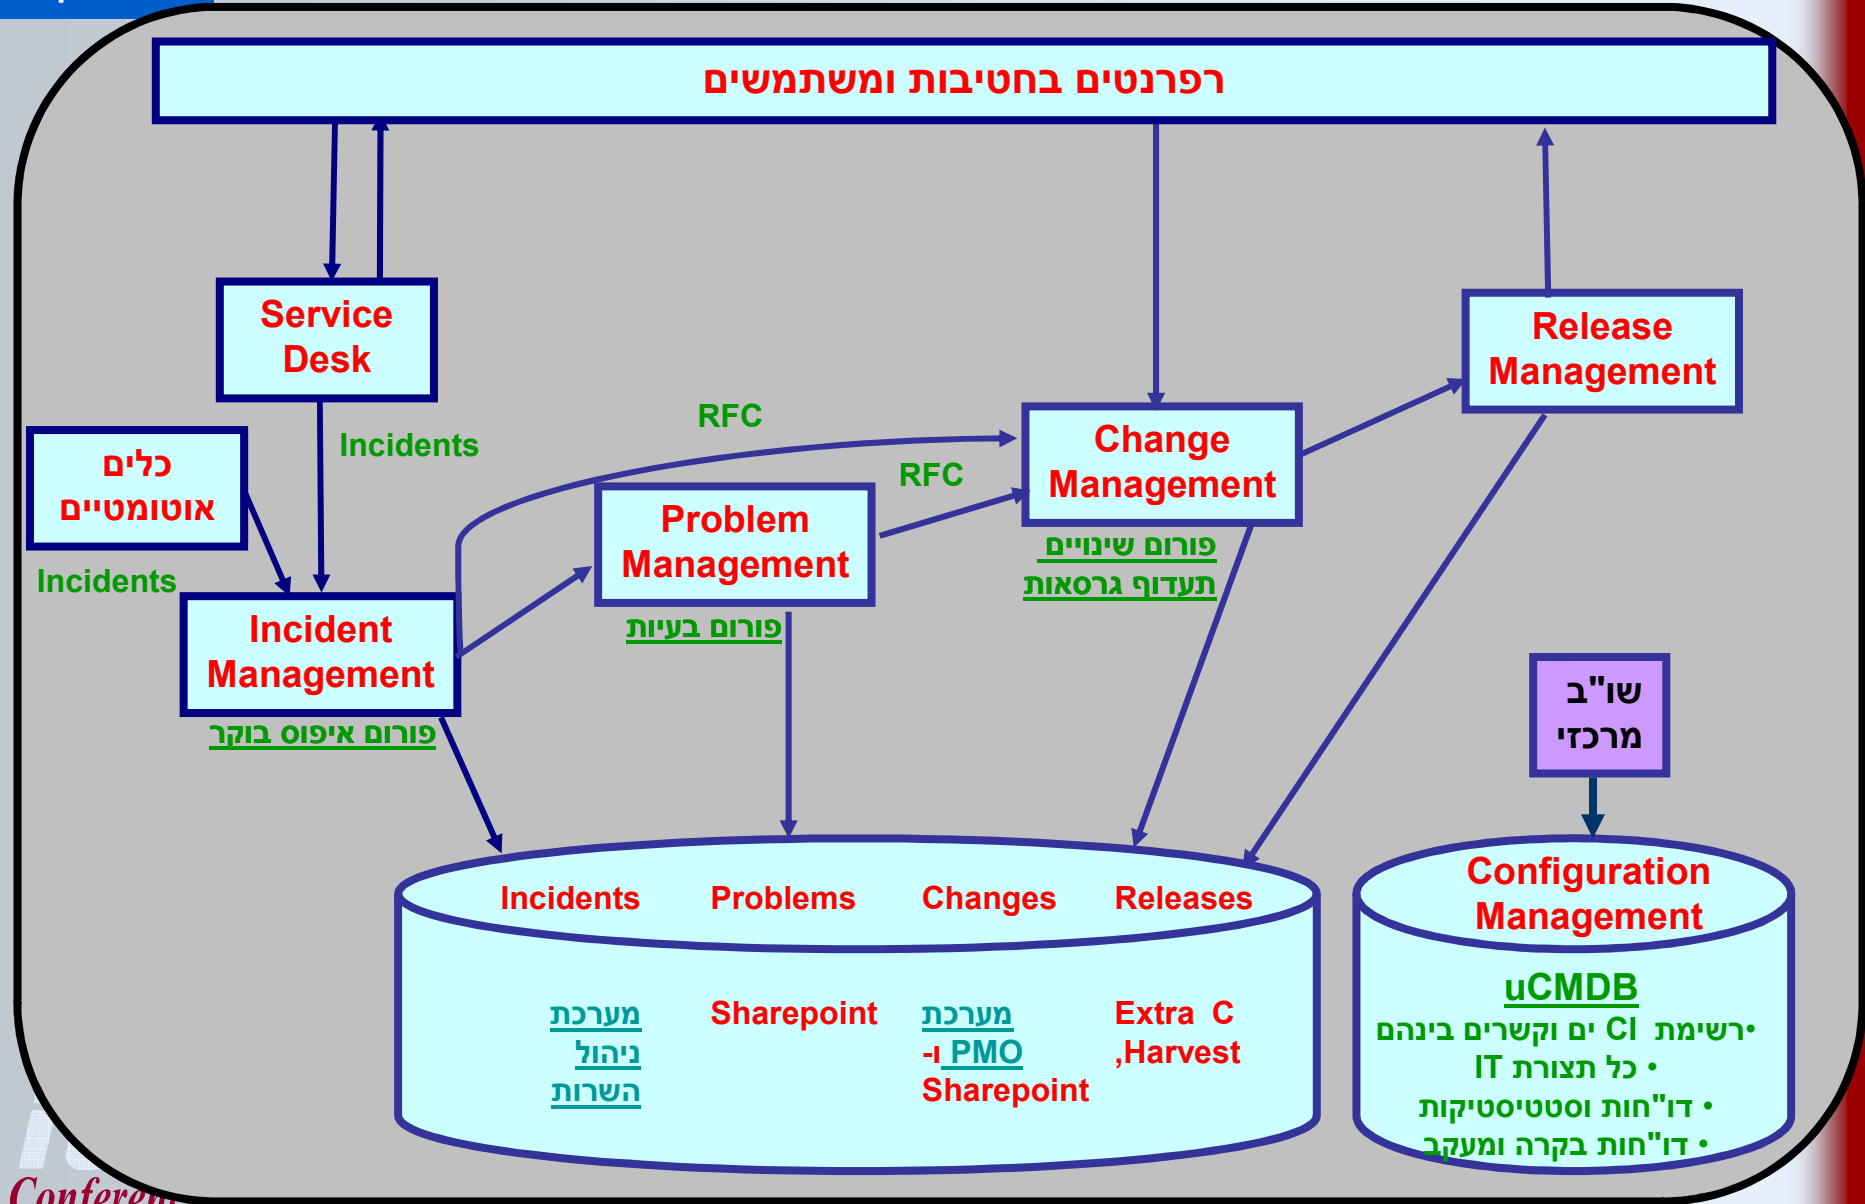 רפרנטים בחטיבות ומשתמשים
Service
Desk
Release
Management
RFC
Change
Management
Incidents
כלים
אוטומטיים
RFC
Problem
Management
פורום שינויים
תעדוף גרסאות
Incidents
Incident
Management
פורום בעיות
פורום איפוס בוקר
שו"ב
מרכזי
Incidents Problems Changes Releases
מערכת
ניהול
השרות
Sharepoint
מערכת
PMO ו-
Sharepoint
Extra C
,Harvest
Configuration
Management
uCMDB
•רשימת CI ים וקשרים בינהם
• כל תצורת IT
• דו"חות וסטטיסטיקות
• דו"חות בקרה ומעקב